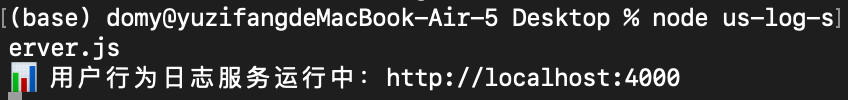 [(base) domy@yuzifangdeMacBook-Air-5 Desktop % node us-log-s]
erver.js
📊 用户行为日志服务运行中：http://localhost:4000